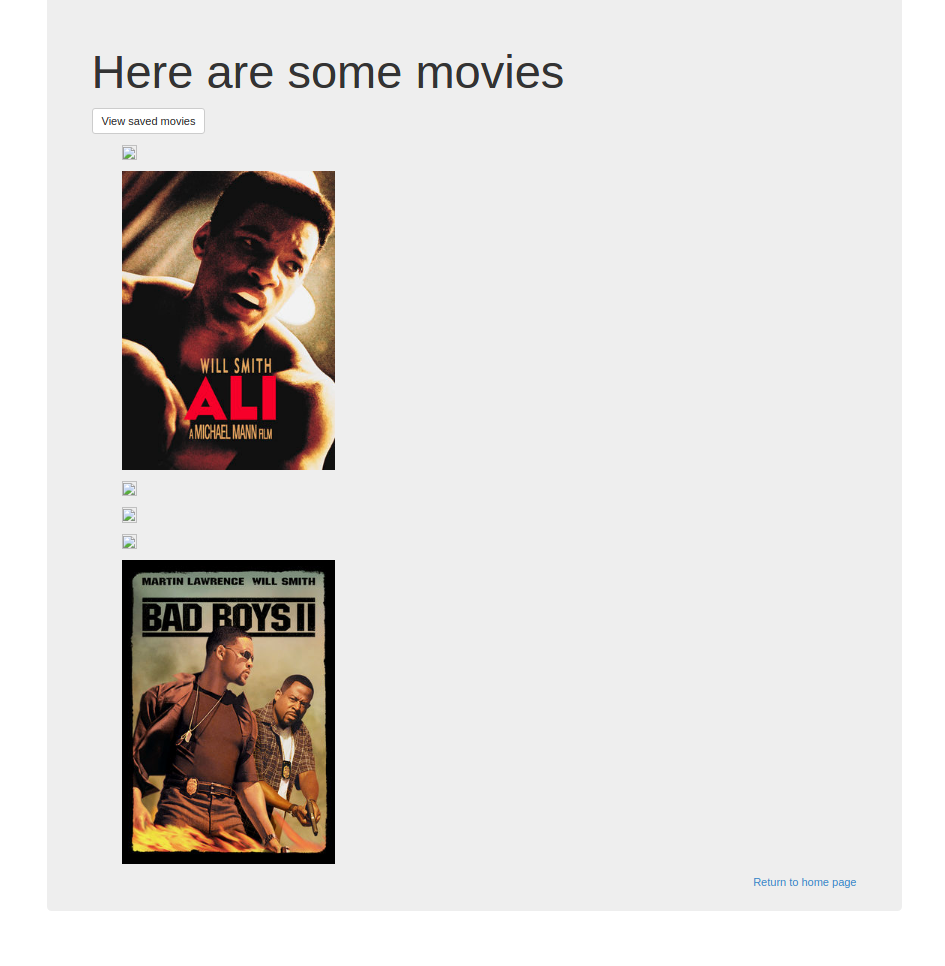 Here are some movies
View saved movies
WILL SMITH
ALI
A MICHAEL MANN FILM
MARTIN LAWRENCE WILL SMITH
BAD BOYS II
Return to home page